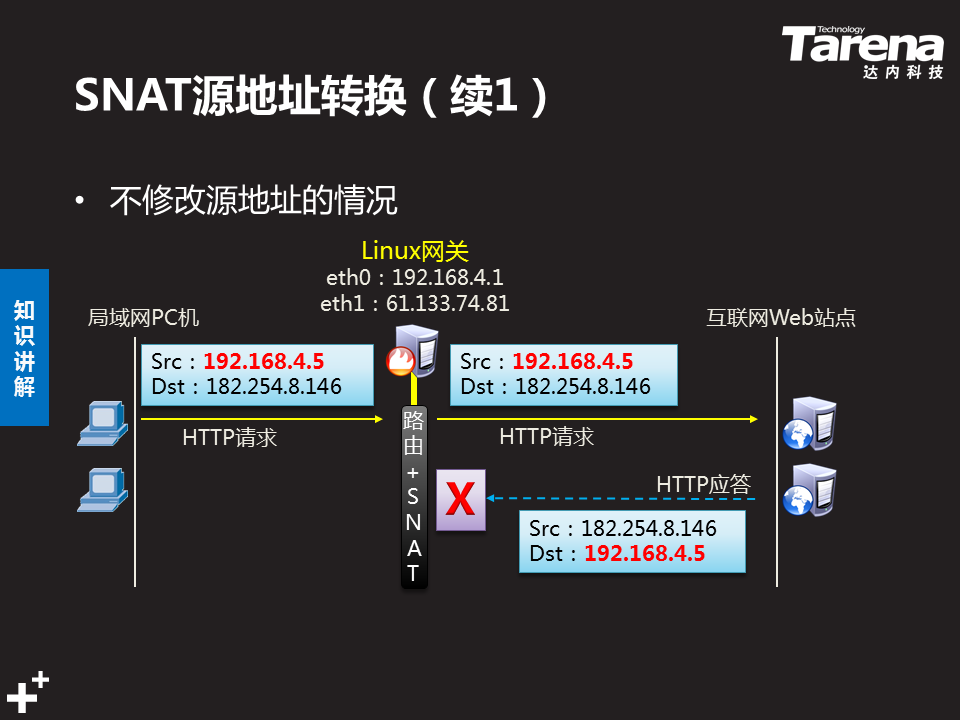 Technology
Tarena
达内科技
SNAT源地址转换（续1）
• 不修改源地址的情况
知识讲解
Linux网关
eth0：192.168.4.1
eth1：61.133.74.81
局域网PC机
互联网Web站点
Src：192.168.4.5
Dst：182.254.8.146
Src：192.168.4.5
Dst：182.254.8.146
HTTP请求
HTTP请求
路由+SNAT
X
HTTP应答
Src：182.254.8.146
Dst：192.168.4.5